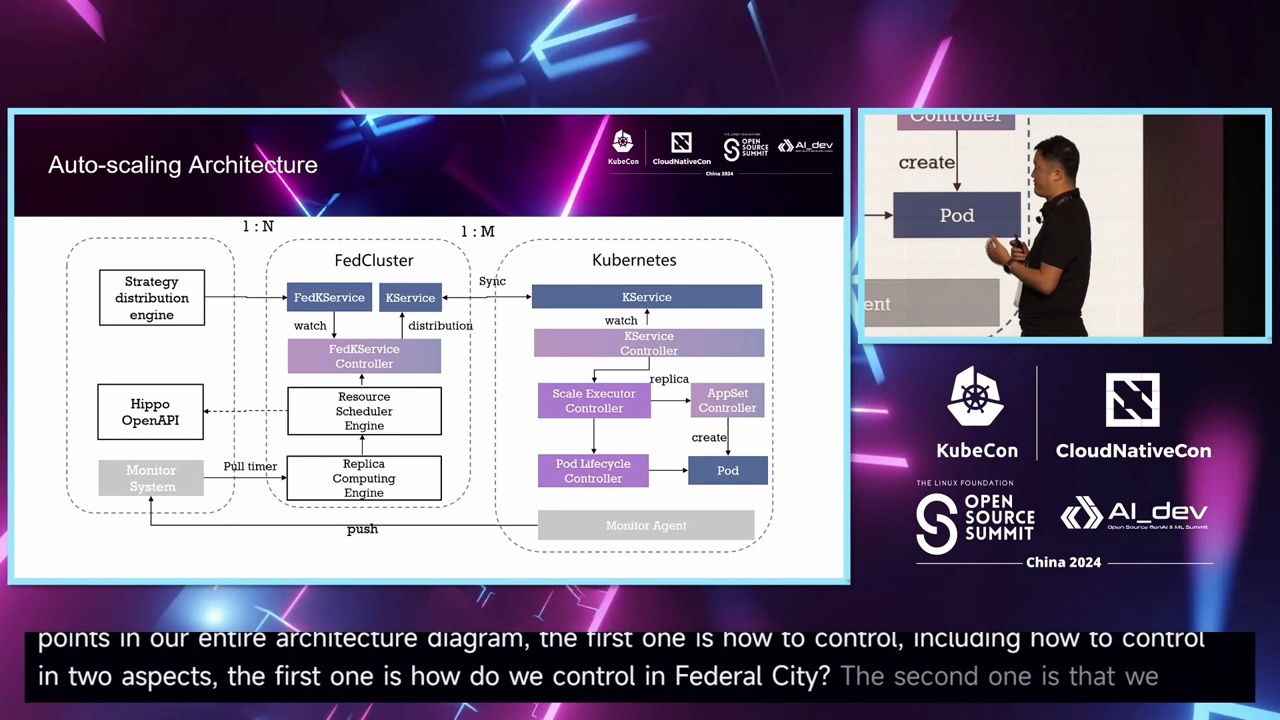 Auto-scaling Architecture
KubeCon
CloudNativeCon
THE LINUX FOUNDATION
OPEN
SOURCE
SUMMIT
AI_dev
China 2024
1 : N
1 : M
FedCluster
Kubernetes
Strategy
distribution
engine
FedKService
KService
Sync
KService
watch
distribution
watch
FedKService
Controller
KService
Controller
replica
Hippo
OpenAPI
Resource
Scheduler
Engine
Scale Executor
Controller
AppSet
Controller
create
Monitor
System
Pull timer
Replica
Computing
Engine
Pod Lifecycle
Controller
Pod
push
Monitor Agent
Controller
create
Pod
ent
KubeCon
CloudNativeCon
THE LINUX FOUNDATION
OPEN
SOURCE
SUMMIT
AI_dev
Open Source GenAI & ML Summit
China 2024
points in our entire architecture diagram, the first one is how to control, including how to control
in two aspects, the first one is how do we control in Federal City? The second one is that we